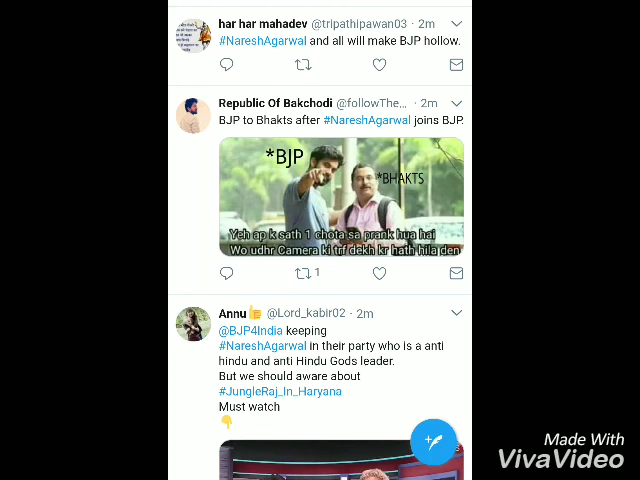 har har mahadev @tripathipawan03 · 2m
#NareshAgarwal and all will make BJP hollow.
Republic Of Bakchodi @followThe... · 2m
BJP to Bhakts after #NareshAgarwal joins BJP.
*BJP
*BHAKTS
Yeh ap k sath 1 chota sa prank hua hai
Wo udhr Camera ki trf dekh kr hath hila den
1
Annu👍 @Lord_kabir02 · 2m
@BJP4India keeping
#NareshAgarwal in their party who is a anti
hindu and anti Hindu Gods leader.
But we should aware about
#JungleRaj_In_Haryana
Must watch
👇
Made With
VivaVideo